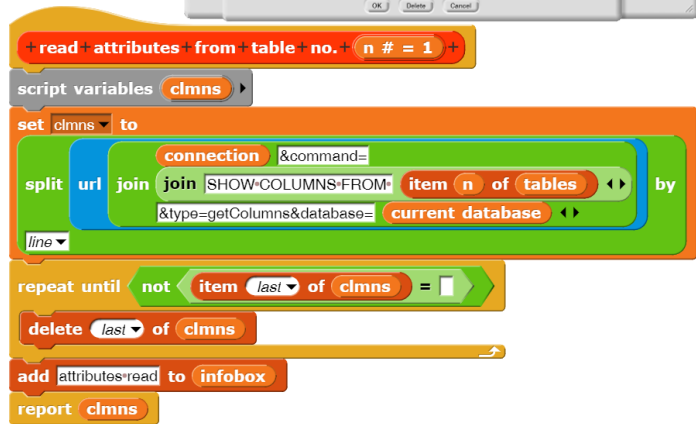 OK Delete Cancel
+ read + attributes + from + table + no. + n # = 1 +
script variables clmns
set clmns to
connection &command=
split url join join SHOW COLUMNS FROM item n of tables by
&type=getColumns&database= current database
line
repeat until not item last of clmns =
delete last of clmns
add attributes read to infobox
report clmns